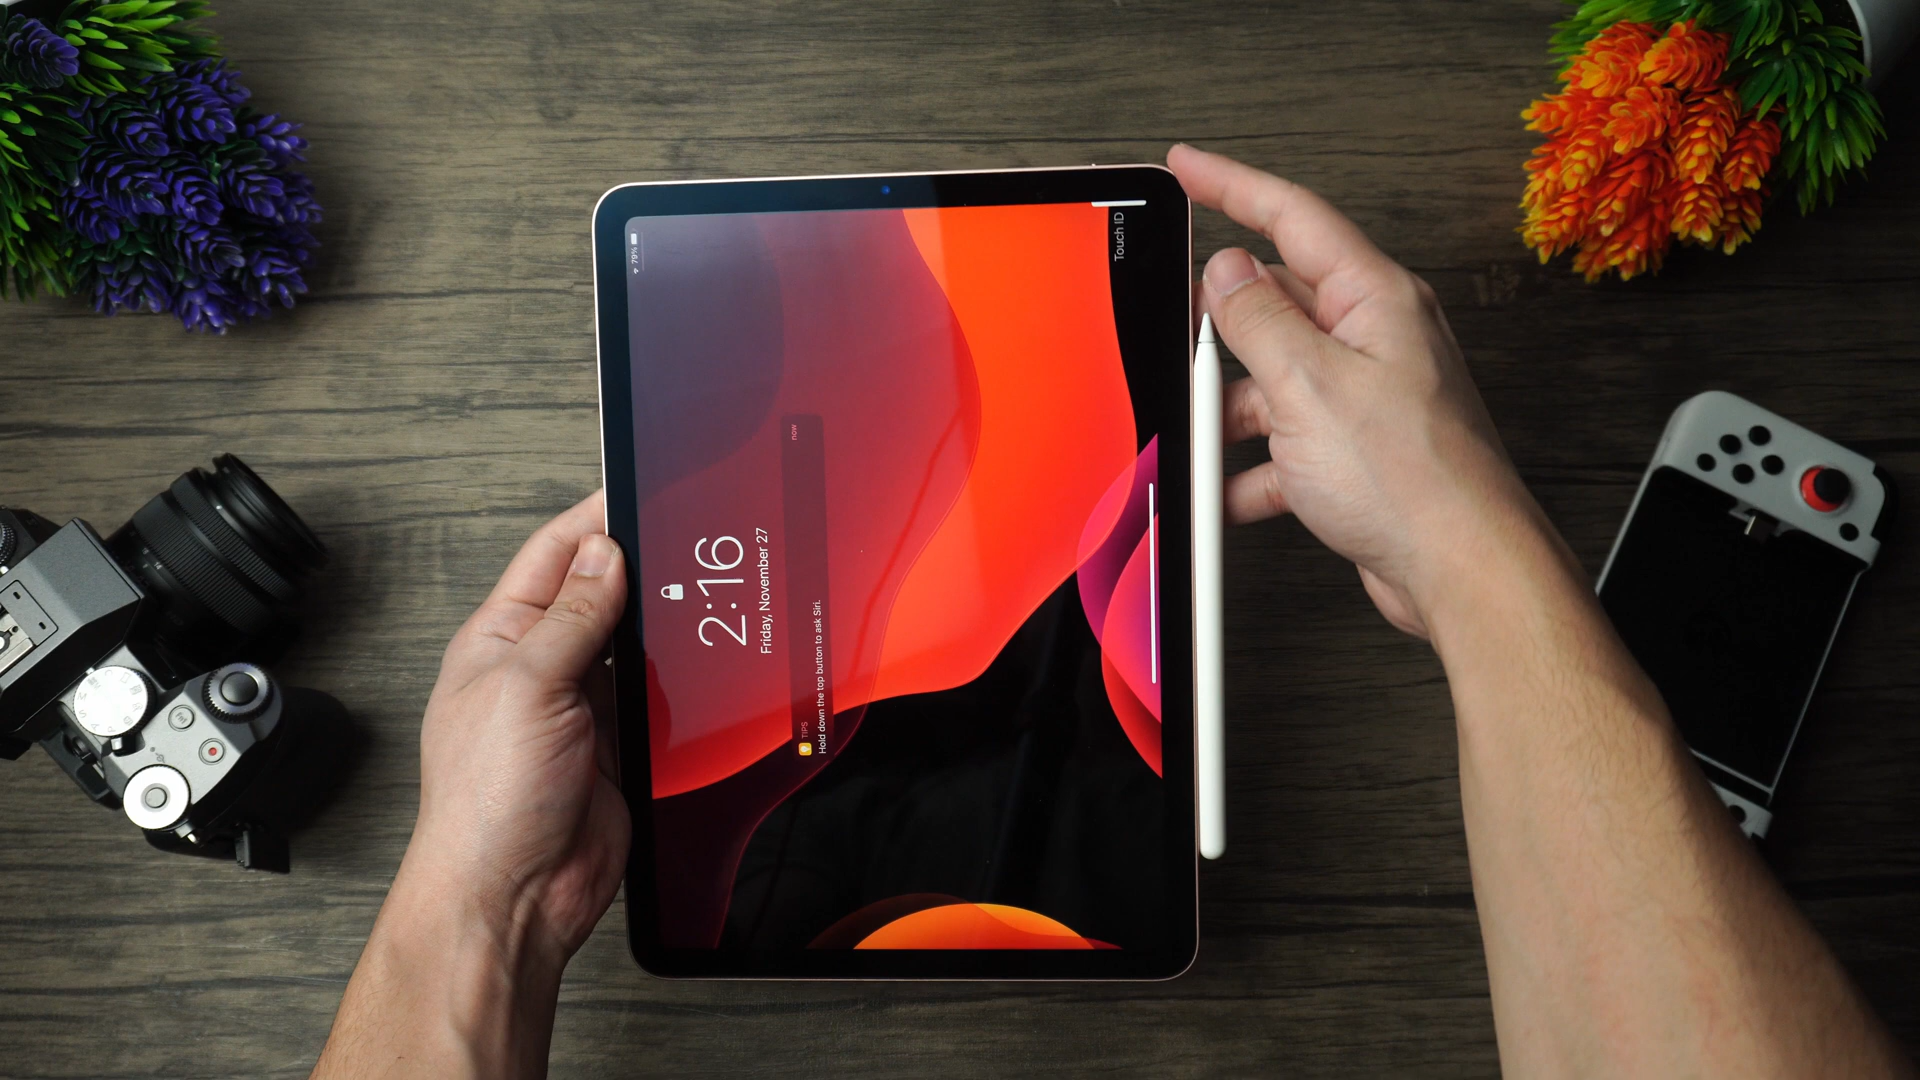 79%
Touch ID
2:16
Friday, November 27
TIPS
now
Hold down the top button to ask Siri.